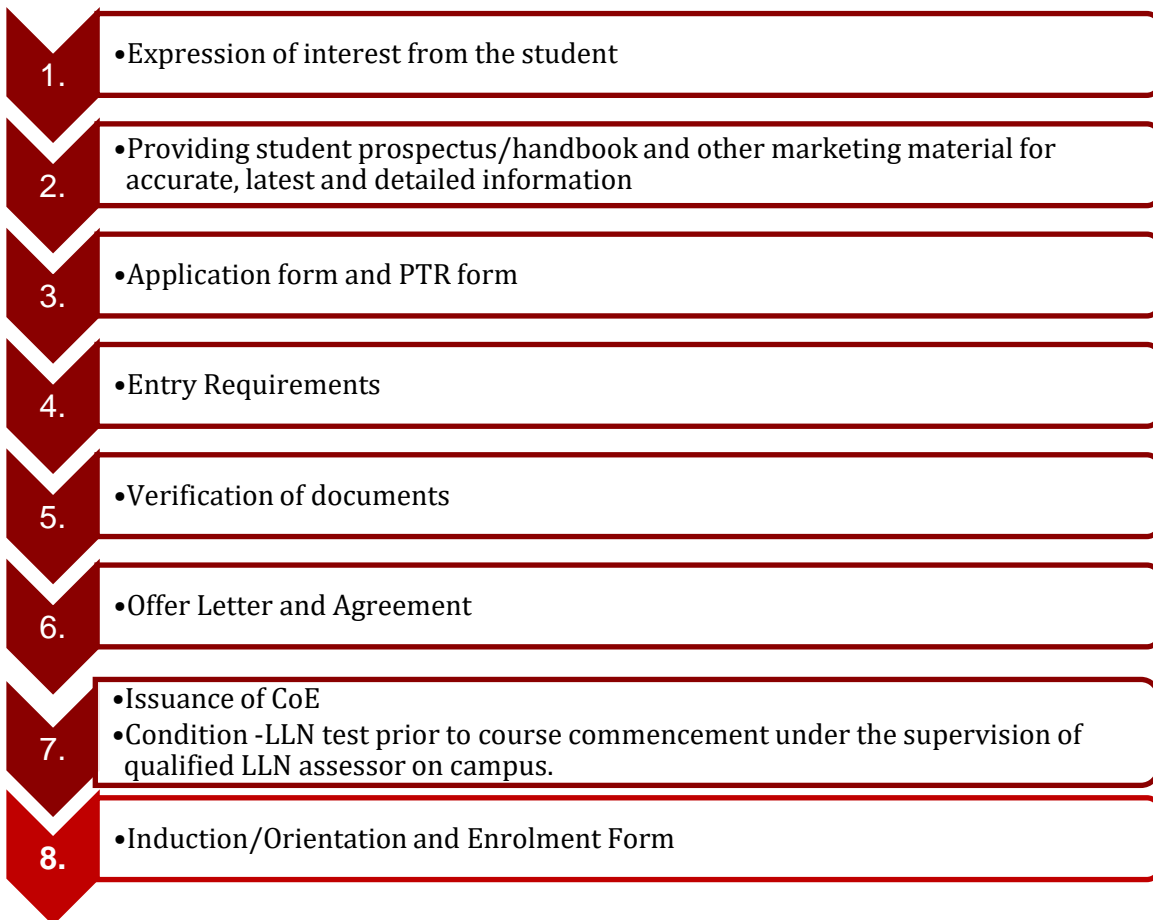 1.
•Expression of interest from the student
2.
•Providing student prospectus/handbook and other marketing material for
accurate, latest and detailed information
3.
•Application form and PTR form
4.
•Entry Requirements
5.
•Verification of documents
6.
•Offer Letter and Agreement
7.
•Issuance of CoE
•Condition -LLN test prior to course commencement under the supervision of
qualified LLN assessor on campus.
8.
•Induction/Orientation and Enrolment Form